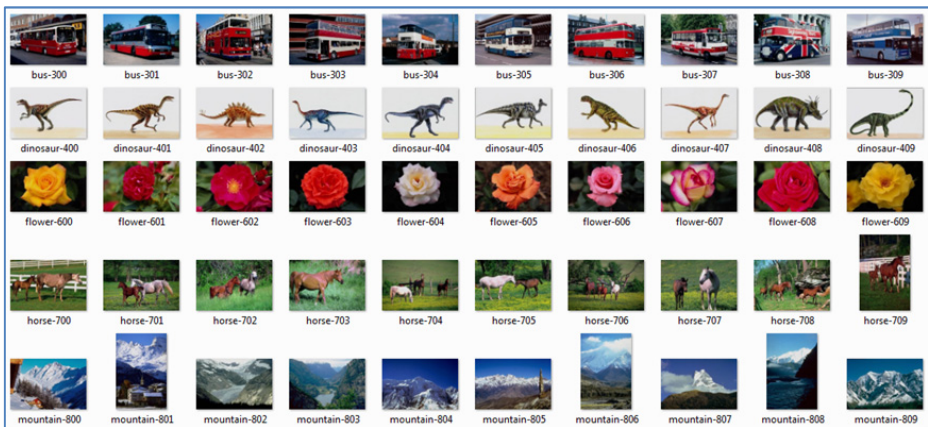 bus-300 bus-301 bus-302 bus-303 bus-304 bus-305 bus-306 bus-307 bus-308 bus-309
dinosaur-400 dinosaur-401 dinosaur-402 dinosaur-403 dinosaur-404 dinosaur-405 dinosaur-406 dinosaur-407 dinosaur-408 dinosaur-409
flower-600 flower-601 flower-602 flower-603 flower-604 flower-605 flower-606 flower-607 flower-608 flower-609
horse-700 horse-701 horse-702 horse-703 horse-704 horse-705 horse-706 horse-707 horse-708 horse-709
mountain-800 mountain-801 mountain-802 mountain-803 mountain-804 mountain-805 mountain-806 mountain-807 mountain-808 mountain-809